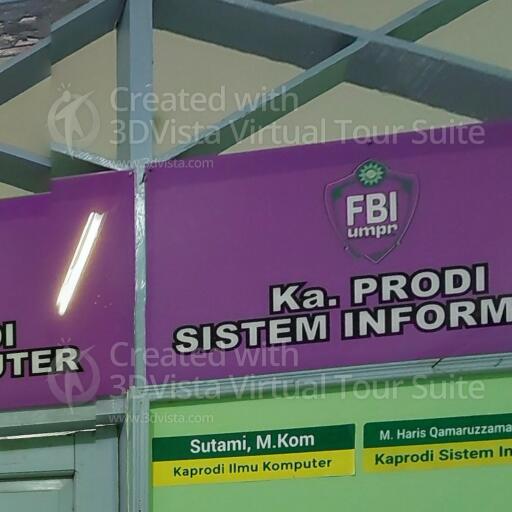 Created with
3DVista Virtual Tour Suite
www.3dvista.com
FBI
umpr
Ka. PRODI
SISTEM INFORM
DI
UTER
Created with
3DVista Virtual Tour Suite
www.3dvista.com
Sutami, M.Kom
Kaprodi Ilmu Komputer
M. Haris Qamaruzzama
Kaprodi Sistem In